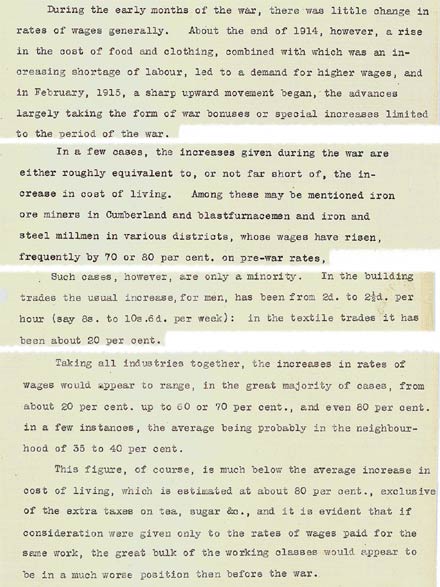 During the early months of the war, there was little change in
rates of wages generally. About the end of 1914, however, a rise
in the cost of food and clothing, combined with which was an in-
creasing shortage of labour, led to a demand for higher wages, and
in February, 1915, a sharp upward movement began, the advances
largely taking the form of war bonuses or special increases limited
to the period of the war.
In a few cases, the increases given during the war are
either roughly equivalent to, or not far short of, the in-
crease in cost of living. Among these may be mentioned iron
ore miners in Cumberland and blastfurnacemen and iron and
steel millmen in various districts, whose wages have risen,
frequently by 70 or 80 per cent. on pre-war rates,
Such cases, however, are only a minority. In the building
trades the usual increase, for men, has been from 2d. to 2½d. per
hour (say 8s. to 10s.6d. per week): in the textile trades it has
been about 20 per cent.
Taking all industries together, the increases in rates of
wages would appear to range, in the great majority of cases, from
about 20 per cent. up to 60 or 70 per cent., and even 80 per cent.
in a few instances, the average being probably in the neighbour-
hood of 35 to 40 per cent.
This figure, of course, is much below the average increase in
cost of living, which is estimated at about 80 per cent., exclusive
of the extra taxes on tea, sugar &c., and it is evident that if
consideration were given only to the rates of wages paid for the
same work, the great bulk of the working classes would appear to
be in a much worse position then before the war.